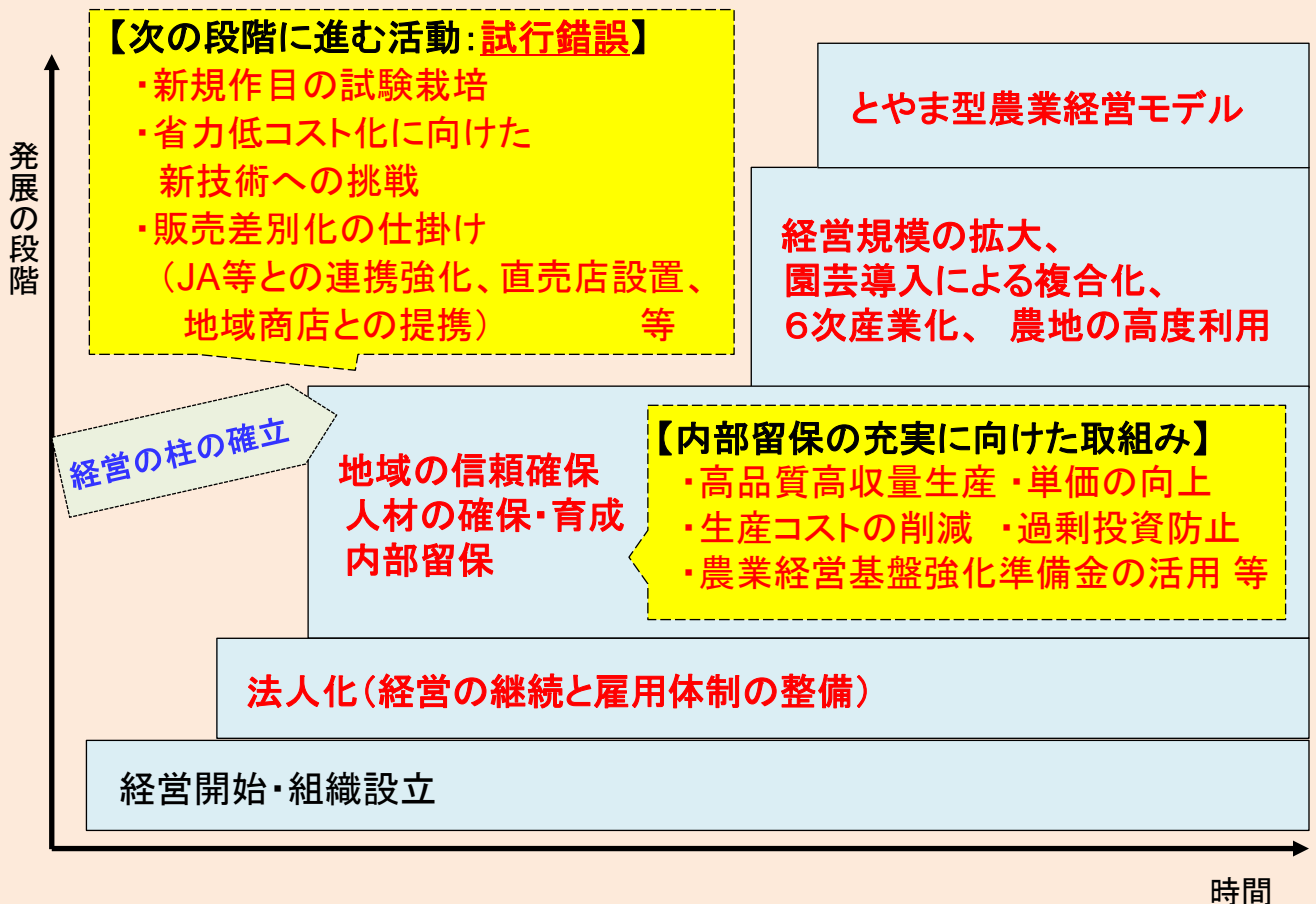 【次の段階に進む活動：試行錯誤】
・新規作目の試験栽培
・省力低コスト化に向けた
新技術への挑戦
・販売差別化の仕掛け
（JA等との連携強化、直売店設置、
地域商店との提携）　　　　等
発展の段階
とやま型農業経営モデル
経営規模の拡大、
園芸導入による複合化、
６次産業化、　農地の高度利用
経営の柱の確立
地域の信頼確保
人材の確保・育成
内部留保
【内部留保の充実に向けた取組み】
・高品質高収量生産 ・単価の向上
・生産コストの削減　・過剰投資防止
・農業経営基盤強化準備金の活用 等
法人化（経営の継続と雇用体制の整備）
経営開始・組織設立
時間